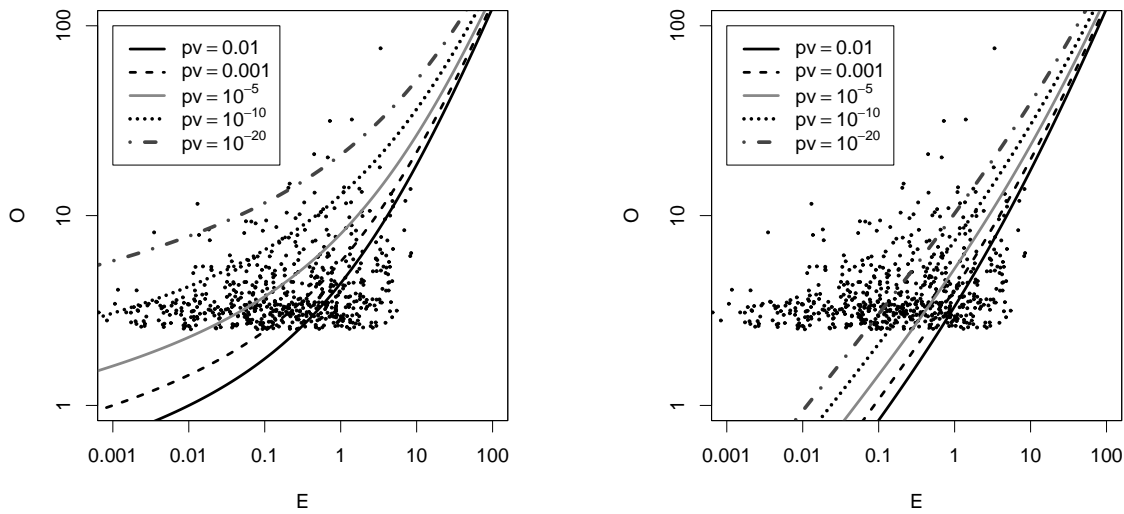 100
10
1
O
pv = 0.01
pv = 0.001
pv = 10⁻⁵
pv = 10⁻¹⁰
pv = 10⁻²⁰
0.001 0.01 0.1 1 10 100
E
100
10
1
O
pv = 0.01
pv = 0.001
pv = 10⁻⁵
pv = 10⁻¹⁰
pv = 10⁻²⁰
0.001 0.01 0.1 1 10 100
E